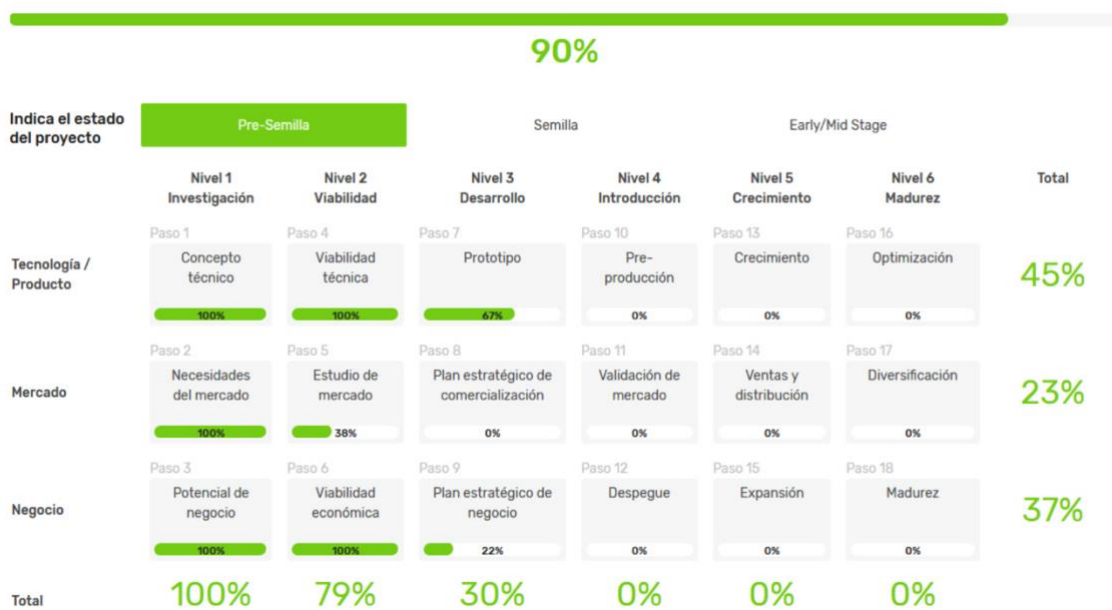 90%
Indica el estado
del proyecto
Pre-Semilla
Semilla
Early/Mid Stage
Nivel 1
Investigación
Nivel 2
Viabilidad
Nivel 3
Desarrollo
Nivel 4
Introducción
Nivel 5
Crecimiento
Nivel 6
Madurez
Total
Tecnología /
Producto
Paso 1
Concepto
técnico
100%
Paso 4
Viabilidad
técnica
100%
Paso 7
Prototipo
67%
Paso 10
Pre-
producción
0%
Paso 13
Crecimiento
0%
Paso 16
Optimización
0%
45%
Mercado
Paso 2
Necesidades
del mercado
100%
Paso 5
Estudio de
mercado
38%
Paso 8
Plan estratégico de
comercialización
0%
Paso 11
Validación de
mercado
0%
Paso 14
Ventas y
distribución
0%
Paso 17
Diversificación
0%
23%
Negocio
Paso 3
Potencial de
negocio
100%
Paso 6
Viabilidad
económica
100%
Paso 9
Plan estratégico de
negocio
22%
Paso 12
Despegue
0%
Paso 15
Expansión
0%
Paso 18
Madurez
0%
37%
Total
100%
79%
30%
0%
0%
0%